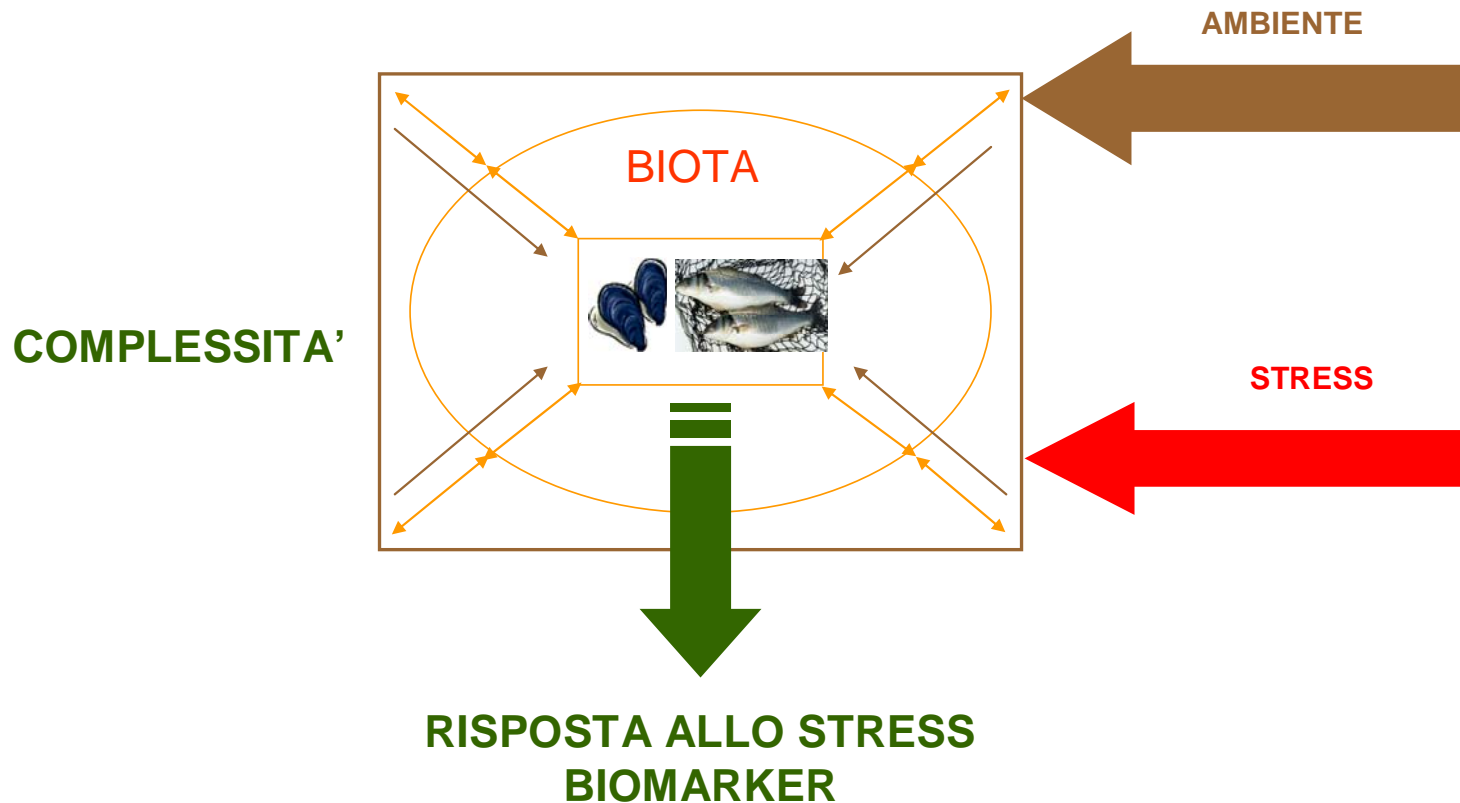 AMBIENTE
BIOTA
COMPLESSITA’
STRESS
RISPOSTA ALLO STRESS
BIOMARKER